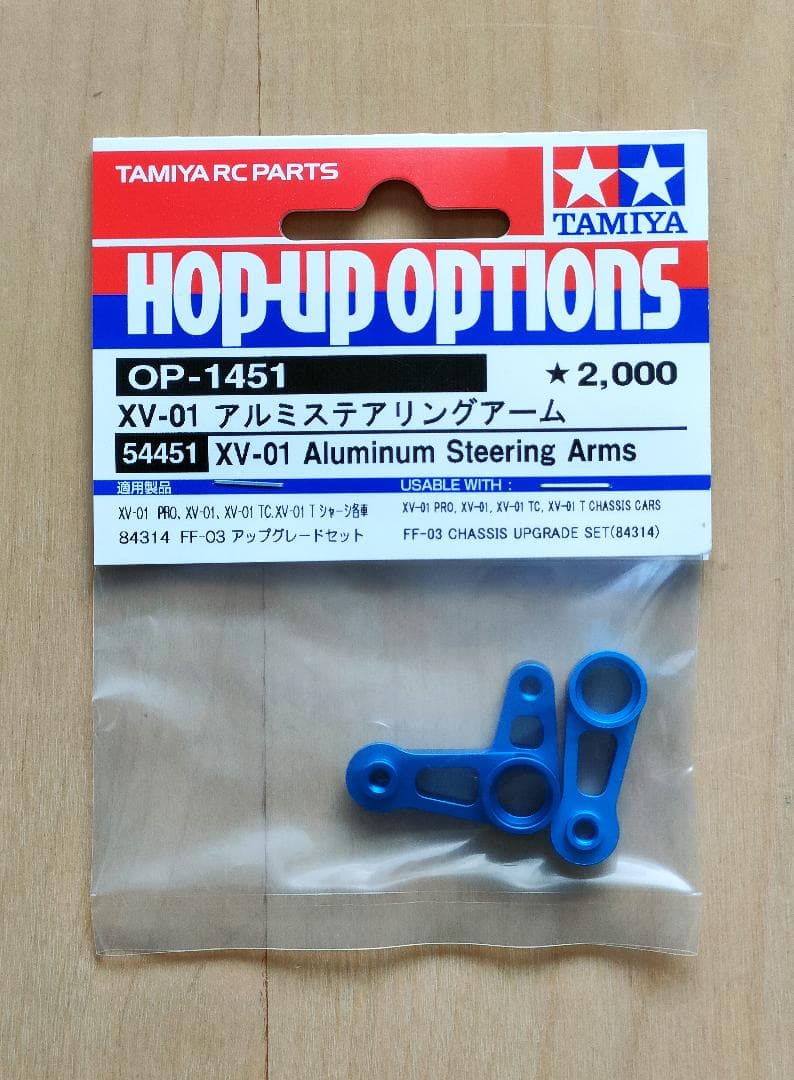 TAMIYA RC PARTS
TAMIYA
HOP-UP OPTIONS
OP-1451 ★2,000
XV-01 アルミステアリングアーム
54451 XV-01 Aluminum Steering Arms
適用製品 USABLE WITH :
XV-01 PRO、XV-01、XV-01 TC.XV-01 T シャーシ各車 XV-01 PRO, XV-01, XV-01 TC, XV-01 T CHASSIS CARS
84314 FF-03 アップグレードセット FF-03 CHASSIS UPGRADE SET(84314)